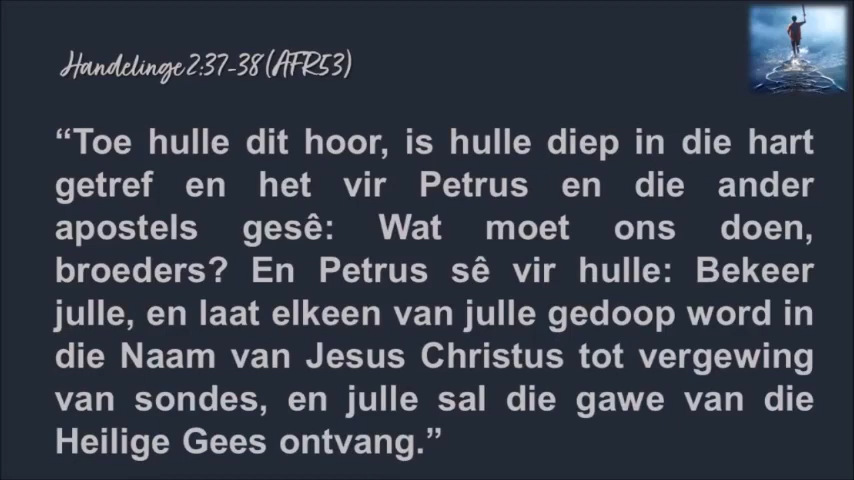 Handelinge 2:37-38 (AFR53)
“Toe hulle dit hoor, is hulle diep in die hart
getref en het vir Petrus en die ander
apostels gesê: Wat moet ons doen,
broeders? En Petrus sê vir hulle: Bekeer
julle, en laat elkeen van julle gedoop word in
die Naam van Jesus Christus tot vergewing
van sondes, en julle sal die gawe van die
Heilige Gees ontvang.”